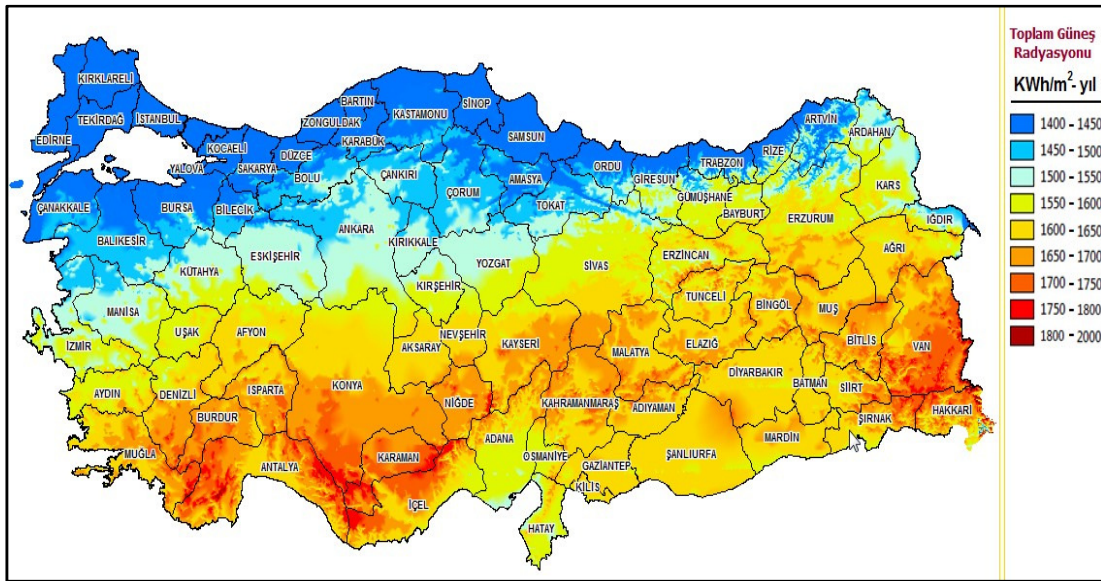 Toplam Güneş
Radyasyonu
KWh/m²- yıl
1400 - 1450
1450 - 1500
1500 - 1550
1550 - 1600
1600 - 1650
1650 - 1700
1700 - 1750
1750 - 1800
1800 - 2000
KIRKLARELİ
TEKİRDAĞ
İSTANBUL
EDİRNE
KOCAELİ
YALOVA
SAKARYA
DÜZCE
ZONGULDAK
BARTIN
KARABÜK
KASTAMONU
SİNOP
SAMSUN
BOLU
ÇANKIRI
ÇORUM
AMASYA
TOKAT
ORDU
GİRESUN
TRABZON
RİZE
ARTVİN
ARDAHAN
KARS
IĞDIR
GÜMÜŞHANE
BAYBURT
ERZURUM
AĞRI
ÇANAKKALE
BURSA
BİLECİK
BALIKESİR
KÜTAHYA
ESKİŞEHİR
ANKARA
KIRIKKALE
YOZGAT
KIRŞEHİR
SİVAS
ERZİNCAN
TUNCELİ
BİNGÖL
MUŞ
BİTLİS
VAN
MANİSA
İZMİR
UŞAK
AFYON
AKSARAY
NEVŞEHİR
KAYSERİ
MALATYA
ELAZIĞ
DİYARBAKIR
BATMAN
SİİRT
AYDIN
DENİZLİ
ISPARTA
BURDUR
KONYA
NİĞDE
KAHRAMANMARAŞ
ADIYAMAN
MARDİN
ŞIRNAK
HAKKARİ
MUĞLA
ANTALYA
KARAMAN
İÇEL
ADANA
OSMANİYE
GAZİANTEP
KİLİS
ŞANLIURFA
HATAY